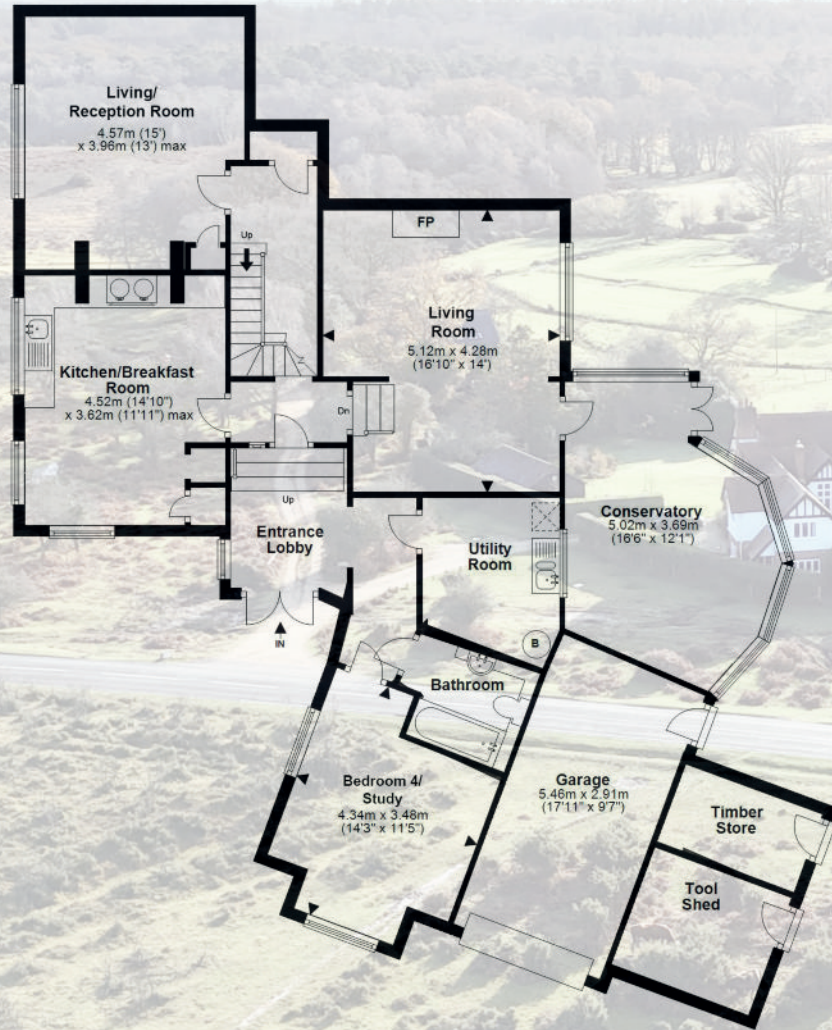 Living/
Reception Room
4.57m (15')
x 3.96m (13') max
Up
FP
Living
Room
5.12m x 4.28m
(16'10" x 14')
Kitchen/Breakfast
Room
4.52m (14'10")
x 3.62m (11'11") max
Dn
Up
Entrance
Lobby
IN
Utility
Room
B
Conservatory
5.02m x 3.69m
(16'6" x 12'1")
Bathroom
Bedroom 4/
Study
4.34m x 3.48m
(14'3" x 11'5")
Garage
5.46m x 2.91m
(17'11" x 9'7")
Timber
Store
Tool
Shed